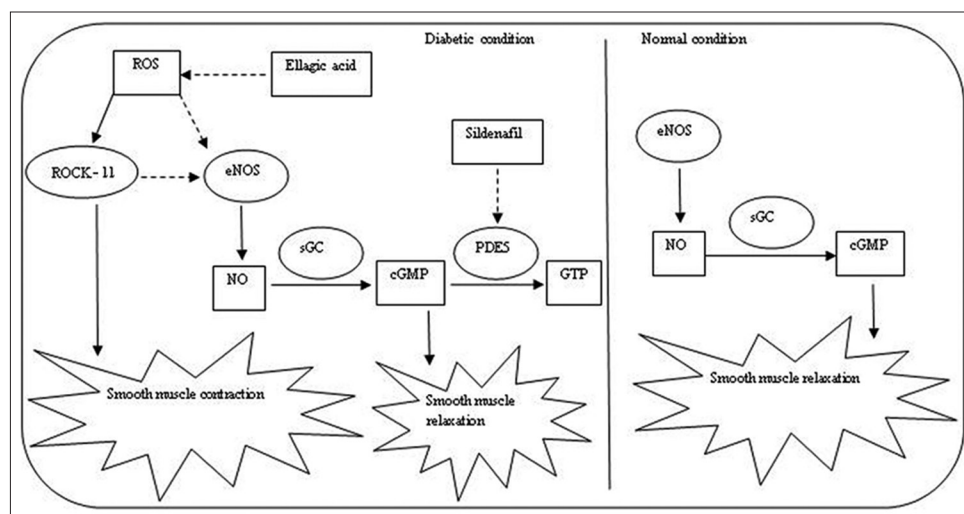 Diabetic condition
Normal condition
ROS
Ellagic acid
Sildenafil
eNOS
ROCK-11
eNOS
sGC
PDES
NO
cGMP
GTP
sGC
NO
cGMP
Smooth muscle contraction
Smooth muscle
relaxation
Smooth muscle relaxation